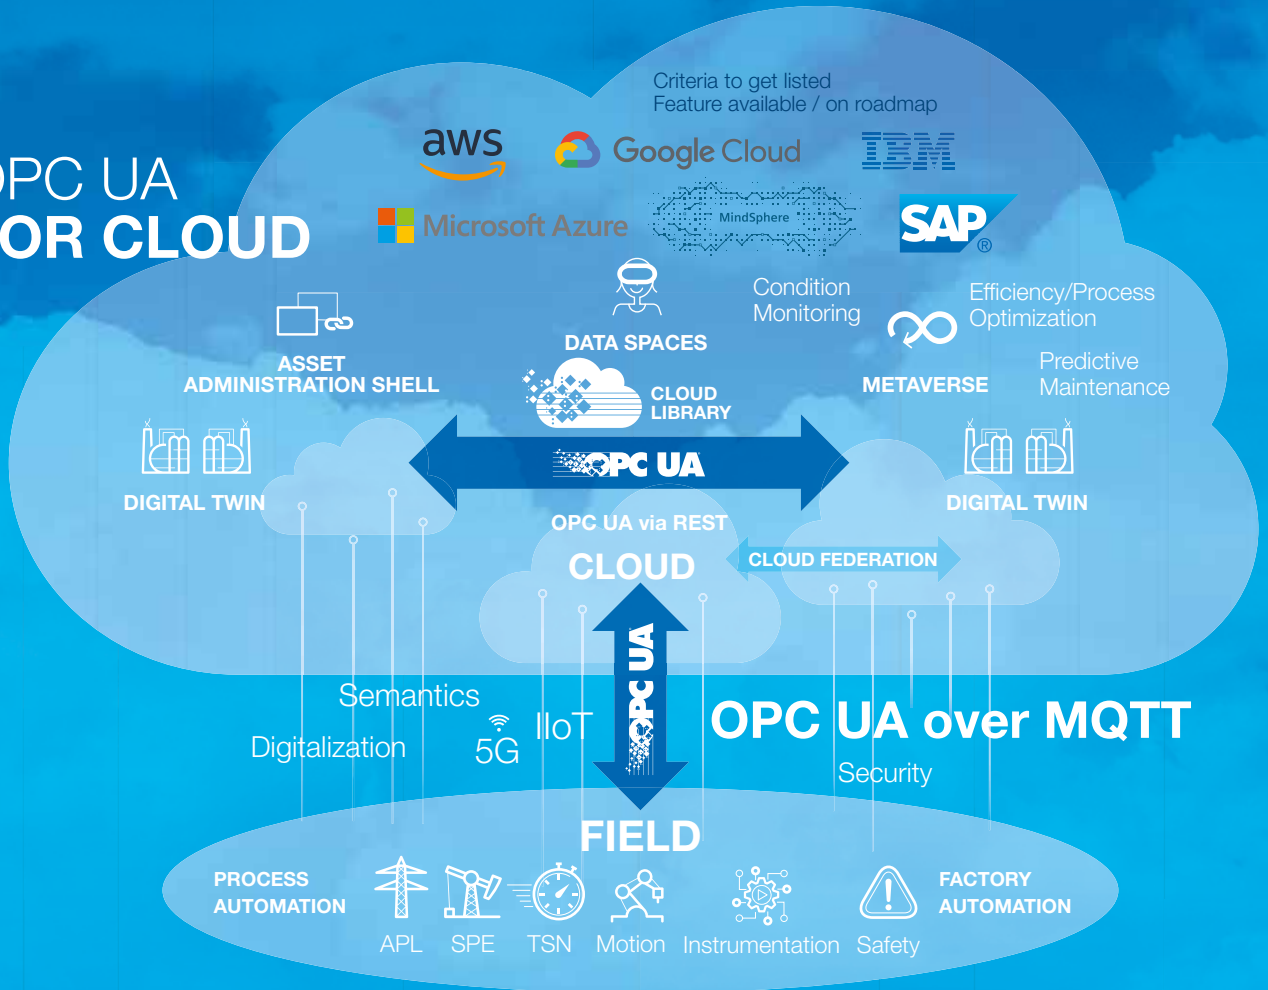 OPC UA
OR CLOUD
Criteria to get listed
Feature available / on roadmap
aws
Google Cloud
IBM
Microsoft Azure
MindSphere
SAP®
Condition
Monitoring
Efficiency/Process
Optimization
DATA SPACES
ASSET
ADMINISTRATION SHELL
METAVERSE
Predictive
Maintenance
CLOUD
LIBRARY
OPC UA
DIGITAL TWIN
DIGITAL TWIN
OPC UA via REST
CLOUD
CLOUD FEDERATION
OPC UA
Semantics
Digitalization
5G
IIoT
OPC UA over MQTT
Security
FIELD
PROCESS
AUTOMATION
FACTORY
AUTOMATION
APL
SPE
TSN
Motion
Instrumentation
Safety